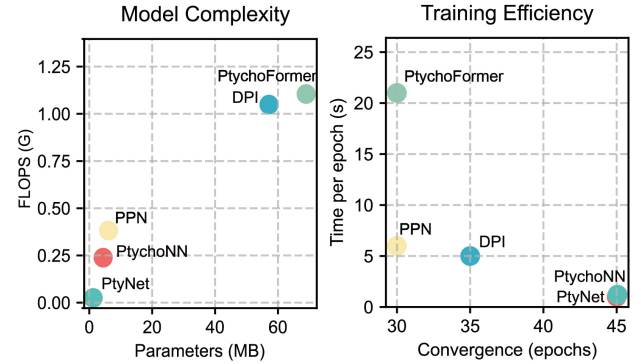 Model Complexity
FLOPS (G)
1.25
1.00
0.75
0.50
0.25
0.00
PtychoFormer
DPI
PPN
PtychoNN
PtyNet
0
20
40
60
Parameters (MB)
Training Efficiency
Time per epoch (s)
25
20
15
10
5
0
PtychoFormer
PPN
DPI
PtychoNN
PtyNet
30
35
40
45
Convergence (epochs)